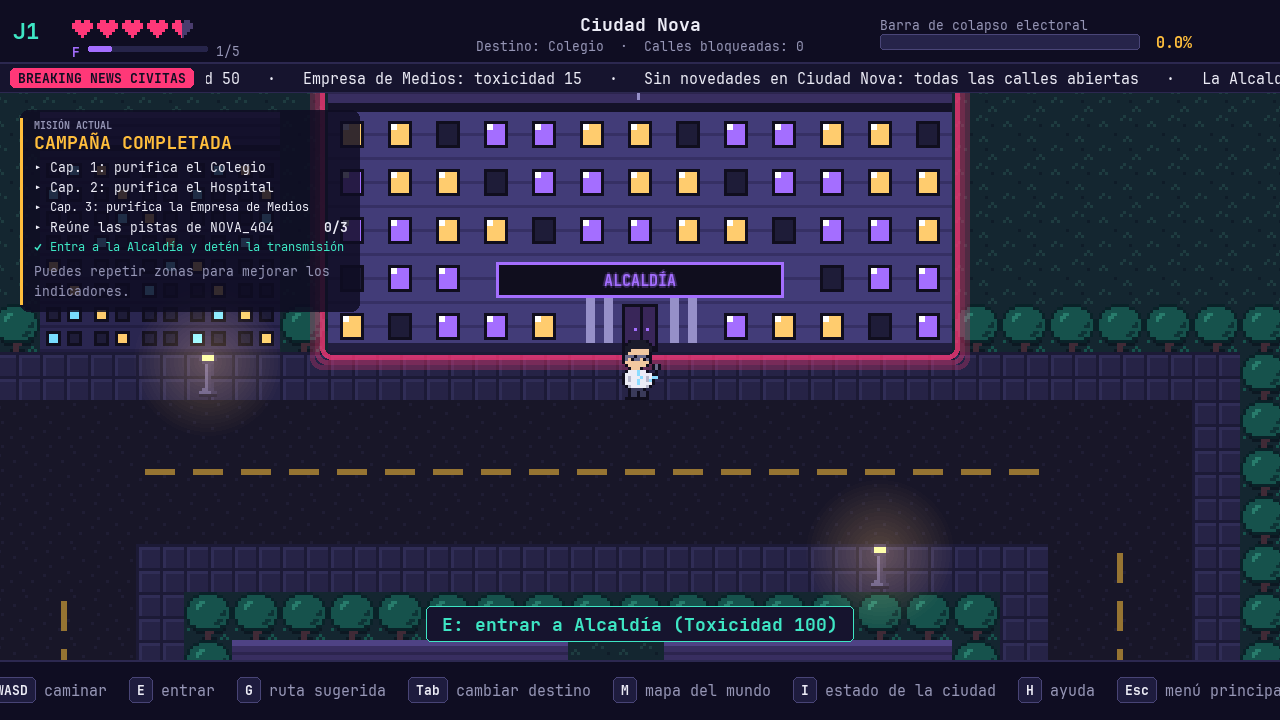 J1
F
1/5
Ciudad Nova
Destino: Colegio · Calles bloqueadas: 0
Barra de colapso electoral
0.0%
BREAKING NEWS CIVITAS
d 50 · Empresa de Medios: toxicidad 15 · Sin novedades en Ciudad Nova: todas las calles abiertas · La Alcald
MISIÓN ACTUAL
CAMPAÑA COMPLETADA
▸ Cap. 1: purifica el Colegio
▸ Cap. 2: purifica el Hospital
▸ Cap. 3: purifica la Empresa de Medios
▸ Reúne las pistas de NOVA_404 0/3
✓ Entra a la Alcaldía y detén la transmisión
Puedes repetir zonas para mejorar los
indicadores.
ALCALDÍA
E: entrar a Alcaldía (Toxicidad 100)
WASD caminar E entrar G ruta sugerida Tab cambiar destino M mapa del mundo I estado de la ciudad H ayuda Esc menú principa